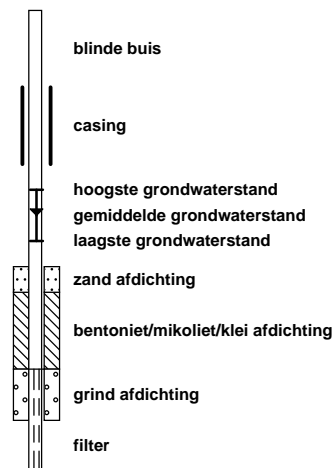 blinde buis
casing
hoogste grondwaterstand
gemiddelde grondwaterstand
laagste grondwaterstand
zand afdichting
bentoniet/mikoliet/klei afdichting
grind afdichting
filter